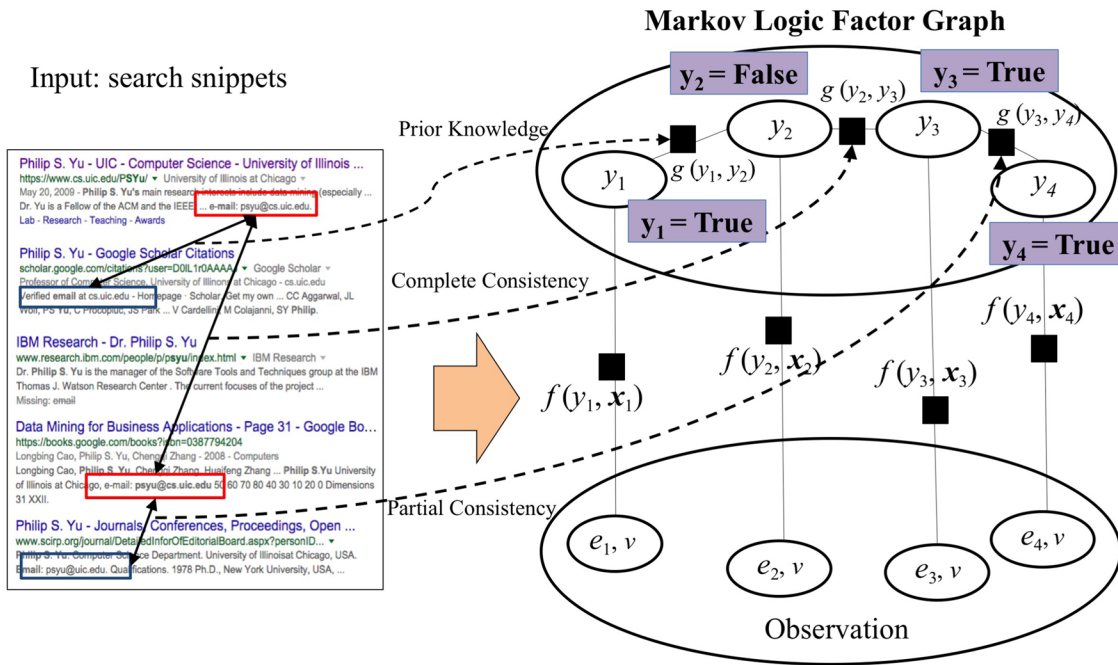 Markov Logic Factor Graph
Input: search snippets
Philip S. Yu - UIC - Computer Science - University of Illinois ...
https://www.cs.uic.edu/PSYu/ ▾ University of Illinois at Chicago ▾
May 20, 2009 - Philip S. Yu's main research interests include data mining (especially ...
Dr. Yu is a Fellow of the ACM and the IEEE. ... e-mail: psyu@cs.uic.edu.
Lab - Research - Teaching - Awards
Philip S. Yu - Google Scholar Citations
scholar.google.com/citations?user=D0lL1r0AAAAJ ▾ Google Scholar ▾
Professor of Computer Science, University of Illinons at Chicago - cs.uic.edu
Verified email at cs.uic.edu - Homepage · Scholar. Get my own ... CC Aggarwal, JL
Wolf, PS Yu, C Procopiuc, JS Park ... V Cardellini, M Colajanni, SY Philip.
IBM Research - Dr. Philip S. Yu
www.research.ibm.com/people/p/psyu/index.html ▾ IBM Research ▾
Dr. Philip S. Yu is the manager of the Software Tools and Techniques group at the IBM
Thomas J. Watson Research Center . The current focuses of the project ...
Missing: email
Data Mining for Business Applications - Page 31 - Google Bo...
https://books.google.com/books?isbn=0387794204
Longbing Cao, Philip S. Yu, Chengqi Zhang - 2008 - Computers
Longbing Cao, Philip S. Yu, Chengqi Zhang, Huaifeng Zhang ... Philip S.Yu University
of Illinois at Chicago, e-mail: psyu@cs.uic.edu 50 60 70 80 40 30 10 20 0 Dimensions
31 XXII.
Philip S. Yu - Journals, Conferences, Proceedings, Open ...
www.scirp.org/journal/DetailedInforOfEditorialBoard.aspx?personID... ▾
Philip S. Yu. Computer Science Department. University of Illinoisat Chicago, USA.
Email: psyu@uic.edu. Qualifications. 1978 Ph.D., New York University, USA, ...
Prior Knowledge
Complete Consistency
Partial Consistency
y2 = False
y3 = True
g (y2, y3)
g (y3, y4)
y2
y3
y1
g (y1, y2)
y4
y1 = True
y4 = True
f (y1, x1)
f (y2, x2)
f (y3, x3)
f (y4, x4)
e1, v
e2, v
e3, v
e4, v
Observation